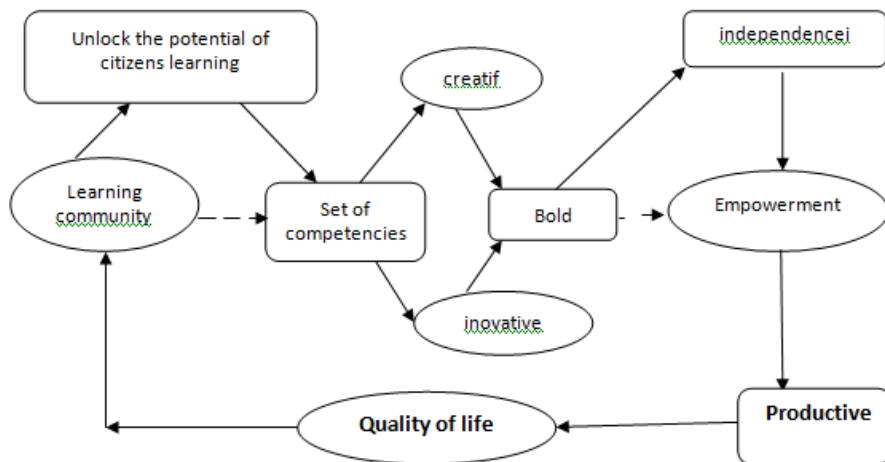 Unlock the potential of
citizens learning
independencei
creatif
Learning
community
Set of
competencies
Bold
Empowerment
inovative
Quality of life
Productive